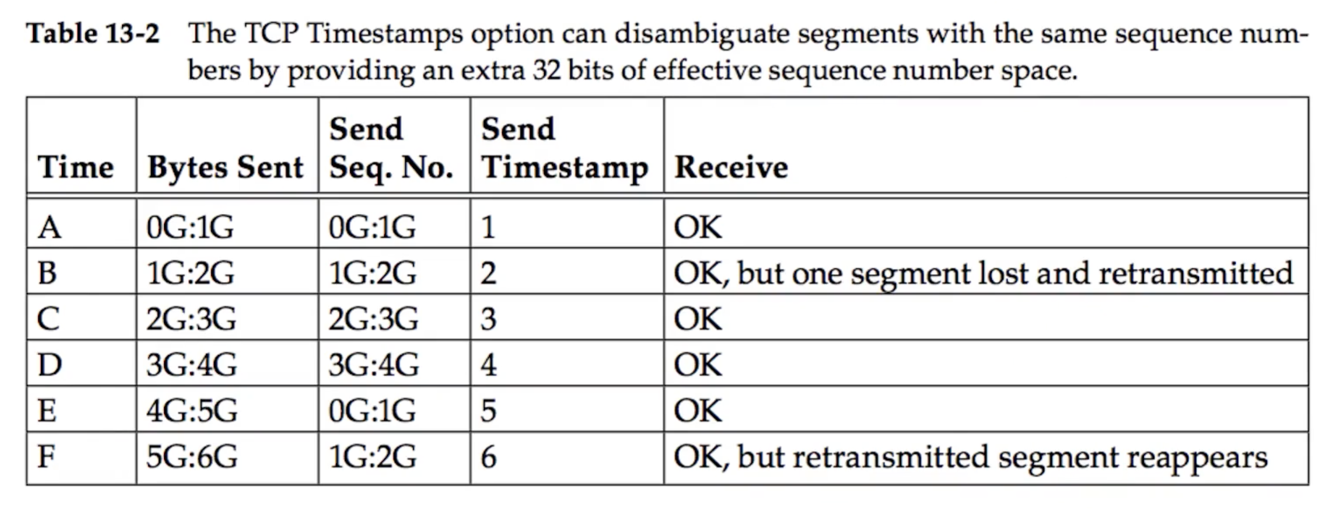 Table 13-2 The TCP Timestamps option can disambiguate segments with the same sequence num-
bers by providing an extra 32 bits of effective sequence number space.
Send Send
Time Bytes Sent Seq. No. Timestamp Receive
A 0G:1G 0G:1G 1 OK
B 1G:2G 1G:2G 2 OK, but one segment lost and retransmitted
C 2G:3G 2G:3G 3 OK
D 3G:4G 3G:4G 4 OK
E 4G:5G 0G:1G 5 OK
F 5G:6G 1G:2G 6 OK, but retransmitted segment reappears